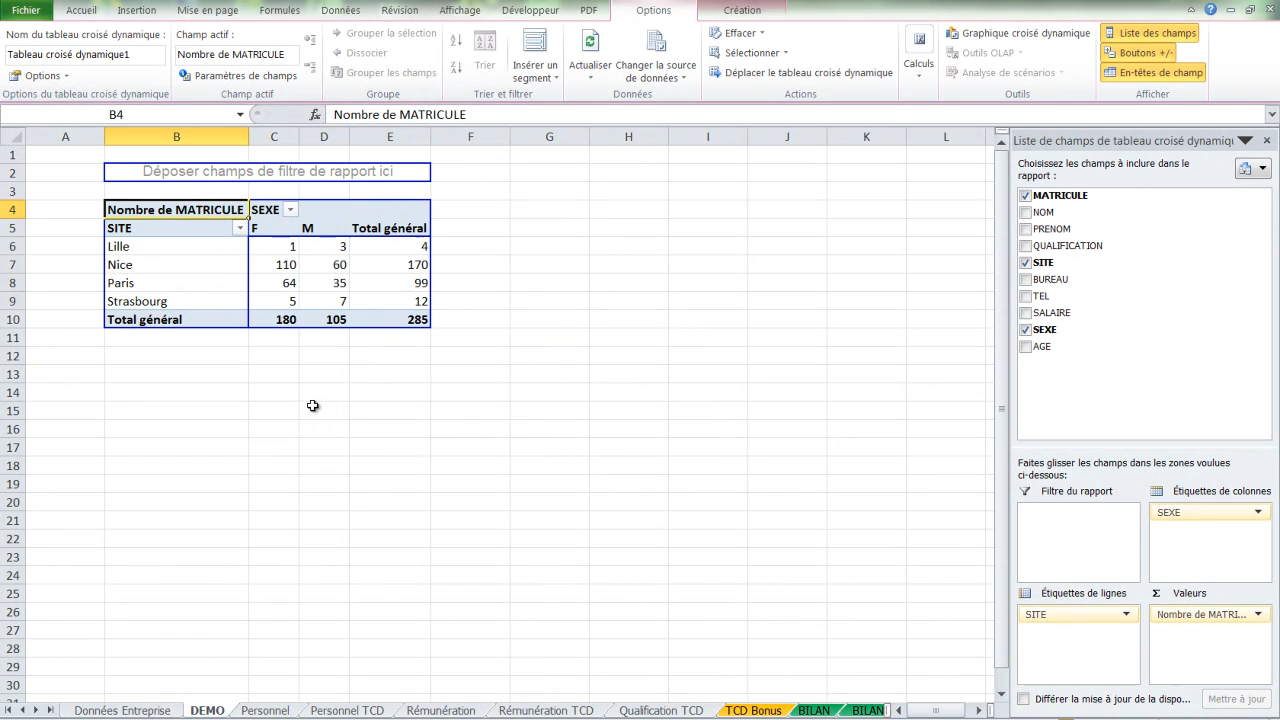 Fichier Accueil Insertion Mise en page Formules Données Révision Affichage Développeur PDF Options Création
Nom du tableau croisé dynamique : Champ actif : Grouper la sélection Effacer Graphique croisé dynamique Liste des champs
Tableau croisé dynamique1 Nombre de MATRICULE Dissocier Trier Insérer un segment Actualiser Changer la source de données Sélectionner Calculs Outils OLAP Boutons +/-
Options Paramètres de champs Grouper les champs Déplacer le tableau croisé dynamique Analyse de scénarios En-têtes de champ
Options du tableau croisé dynamique Champ actif Groupe Trier et filtrer Données Actions Outils Afficher
B4 fx Nombre de MATRICULE
A B C D E F G H I J K L
1
2 Déposer champs de filtre de rapport ici
3
4 Nombre de MATRICULE SEXE
5 SITE F M Total général
6 Lille 1 3 4
7 Nice 110 60 170
8 Paris 64 35 99
9 Strasbourg 5 7 12
10 Total général 180 105 285
11
12
13
14
15
16
17
18
19
20
21
22
23
24
25
26
27
28
29
30
Liste de champs de tableau croisé dynamiqu
Choisissez les champs à inclure dans le
rapport :
MATRICULE
NOM
PRENOM
QUALIFICATION
SITE
BUREAU
TEL
SALAIRE
SEXE
AGE
Faites glisser les champs dans les zones voulues
ci-dessous:
Filtre du rapport Étiquettes de colonnes
SEXE
Étiquettes de lignes Σ Valeurs
SITE Nombre de MATRI...
Différer la mise à jour de la dispo... Mettre à jour
Données Entreprise DEMO Personnel Personnel TCD Rémunération Rémunération TCD Qualification TCD TCD Bonus BILAN BILAN